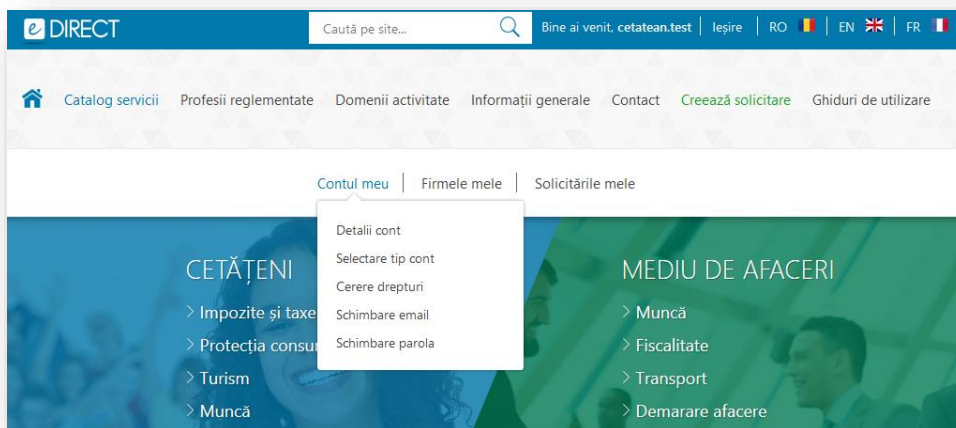 e DIRECT
Caută pe site...
Bine ai venit, cetatean.test | Ieșire | RO | EN | FR
Catalog servicii Profesii reglementate Domenii activitate Informații generale Contact Creează solicitare Ghiduri de utilizare
Contul meu | Firmele mele | Solicitările mele
Detalii cont
Selectare tip cont
Cerere drepturi
Schimbare email
Schimbare parola
CETĂȚENI
> Impozite și taxe
> Protecția
> Turism
> Muncă
MEDIU DE AFACERI
> Muncă
> Fiscalitate
> Transport
> Demarare afacere